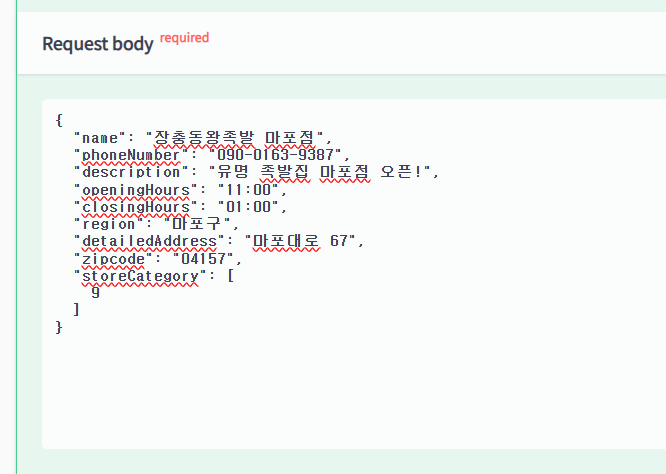 Request body required
{
"name": "장충동왕족발 마포점",
"phoneNumber": "090-0163-9387",
"description": "유명 족발집 마포점 오픈!",
"openingHours": "11:00",
"closingHours": "01:00",
"region": "마포구",
"detailedAddress": "마포대로 67",
"zipcode": "04157",
"storeCategory": [
9
]
}